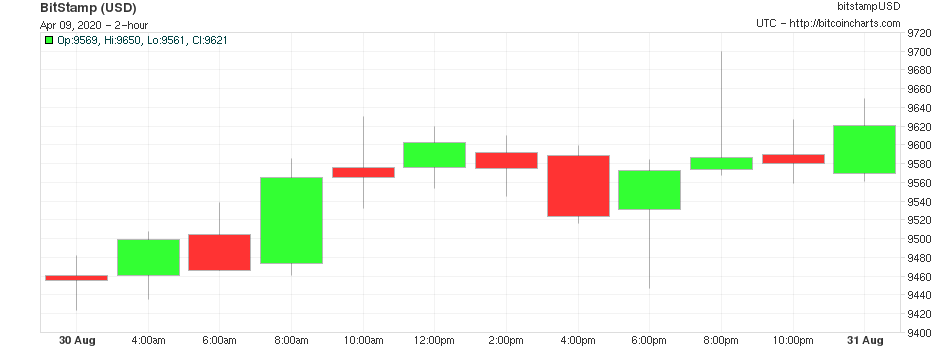 BitStamp (USD)
bitstampUSD
Apr 09, 2020 - 2-hour
UTC - http://bitcoincharts.com
Op:9569, Hi:9650, Lo:9561, Cl:9621
9720
9700
9680
9660
9640
9620
9600
9580
9560
9540
9520
9500
9480
9460
9440
9420
9400
30 Aug
4:00am
6:00am
8:00am
10:00am
12:00pm
2:00pm
4:00pm
6:00pm
8:00pm
10:00pm
31 Aug